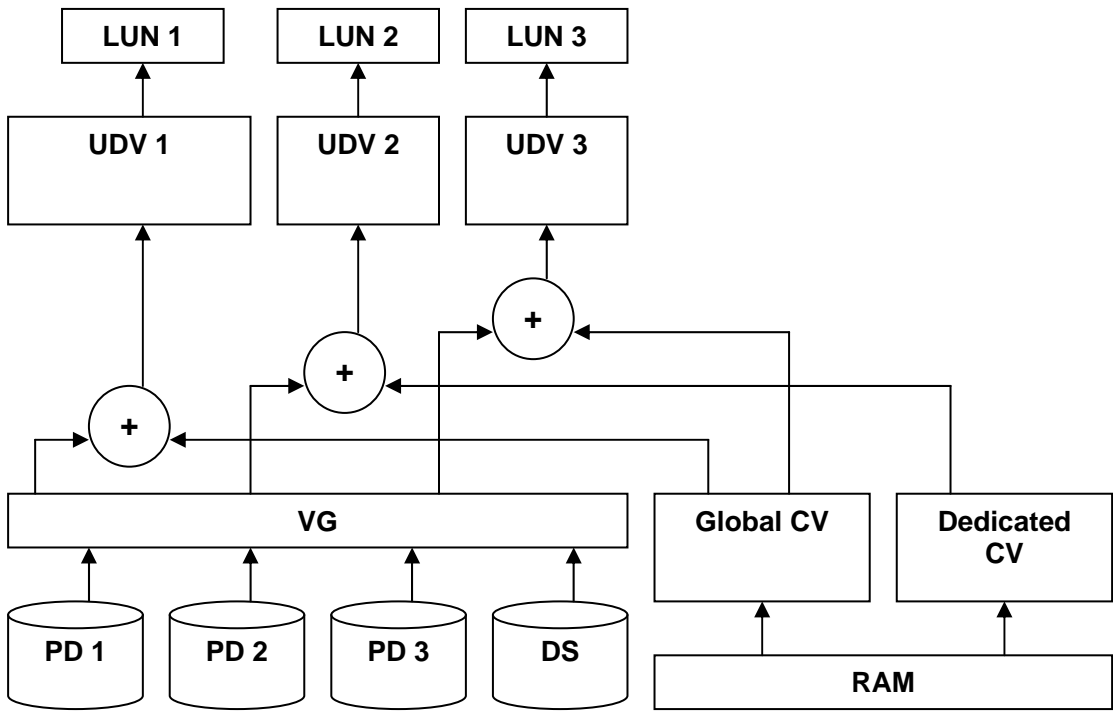 LUN 1
LUN 2
LUN 3
UDV 1
UDV 2
UDV 3
+
+
+
VG
Global CV
Dedicated
CV
PD 1
PD 2
PD 3
DS
RAM